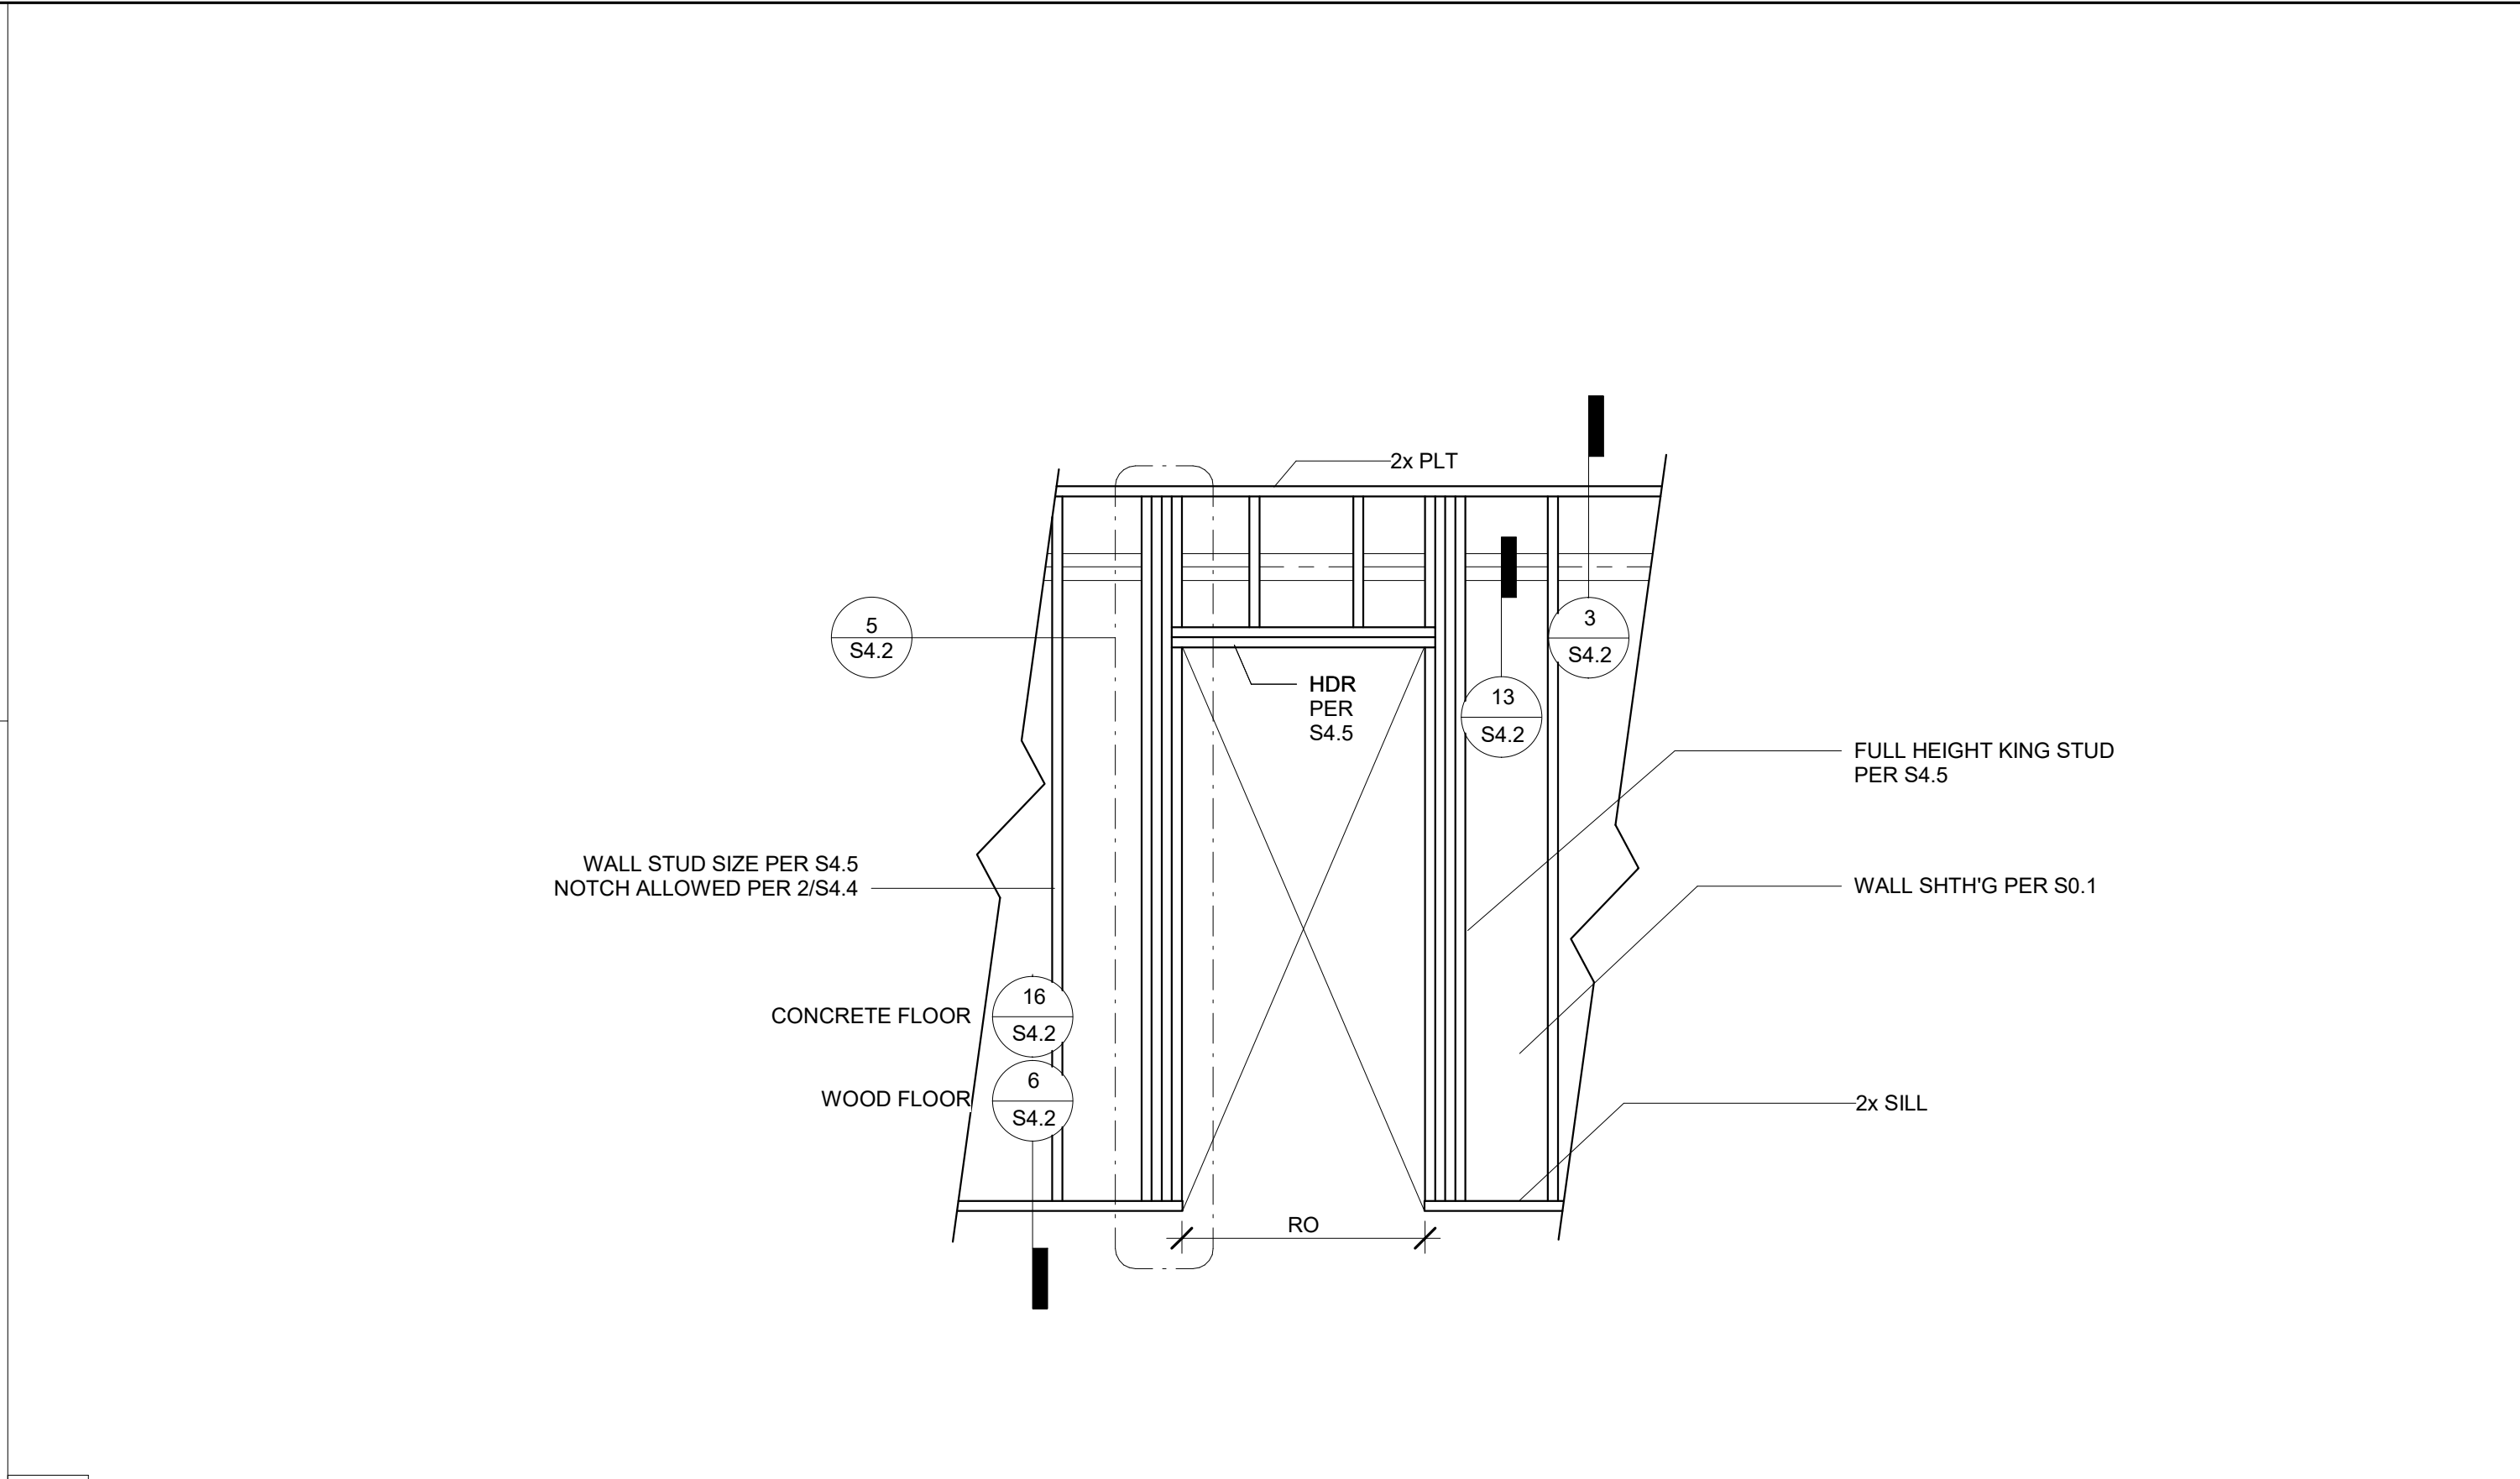 2x PLT
5
S4.2
3
S4.2
HDR
PER
S4.5
13
S4.2
FULL HEIGHT KING STUD
PER S4.5
WALL STUD SIZE PER S4.5
NOTCH ALLOWED PER 2/S4.4
WALL SHTH'G PER S0.1
CONCRETE FLOOR
16
S4.2
WOOD FLOOR
6
S4.2
2x SILL
RO